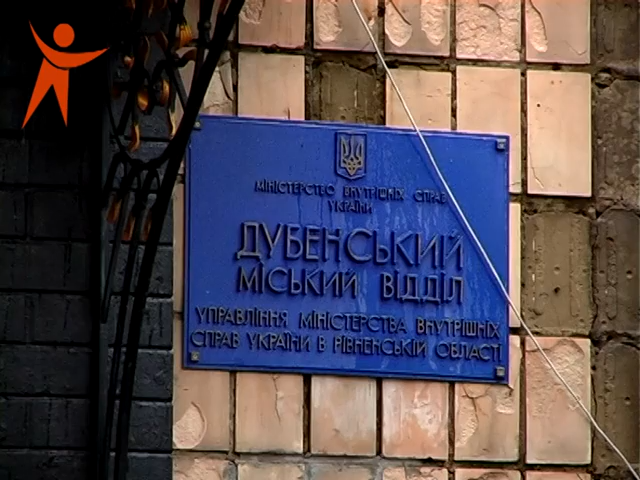 МІНІСТЕРСТВО ВНУТРІШНІХ СПРАВ
УКРАЇНИ
ДУБЕНСЬКИЙ
МІСЬКИЙ ВІДДІЛ
УПРАВЛІННЯ МІНІСТЕРСТВА ВНУТРІШНІХ
СПРАВ УКРАЇНИ В РІВНЕНСЬКІЙ ОБЛАСТІ